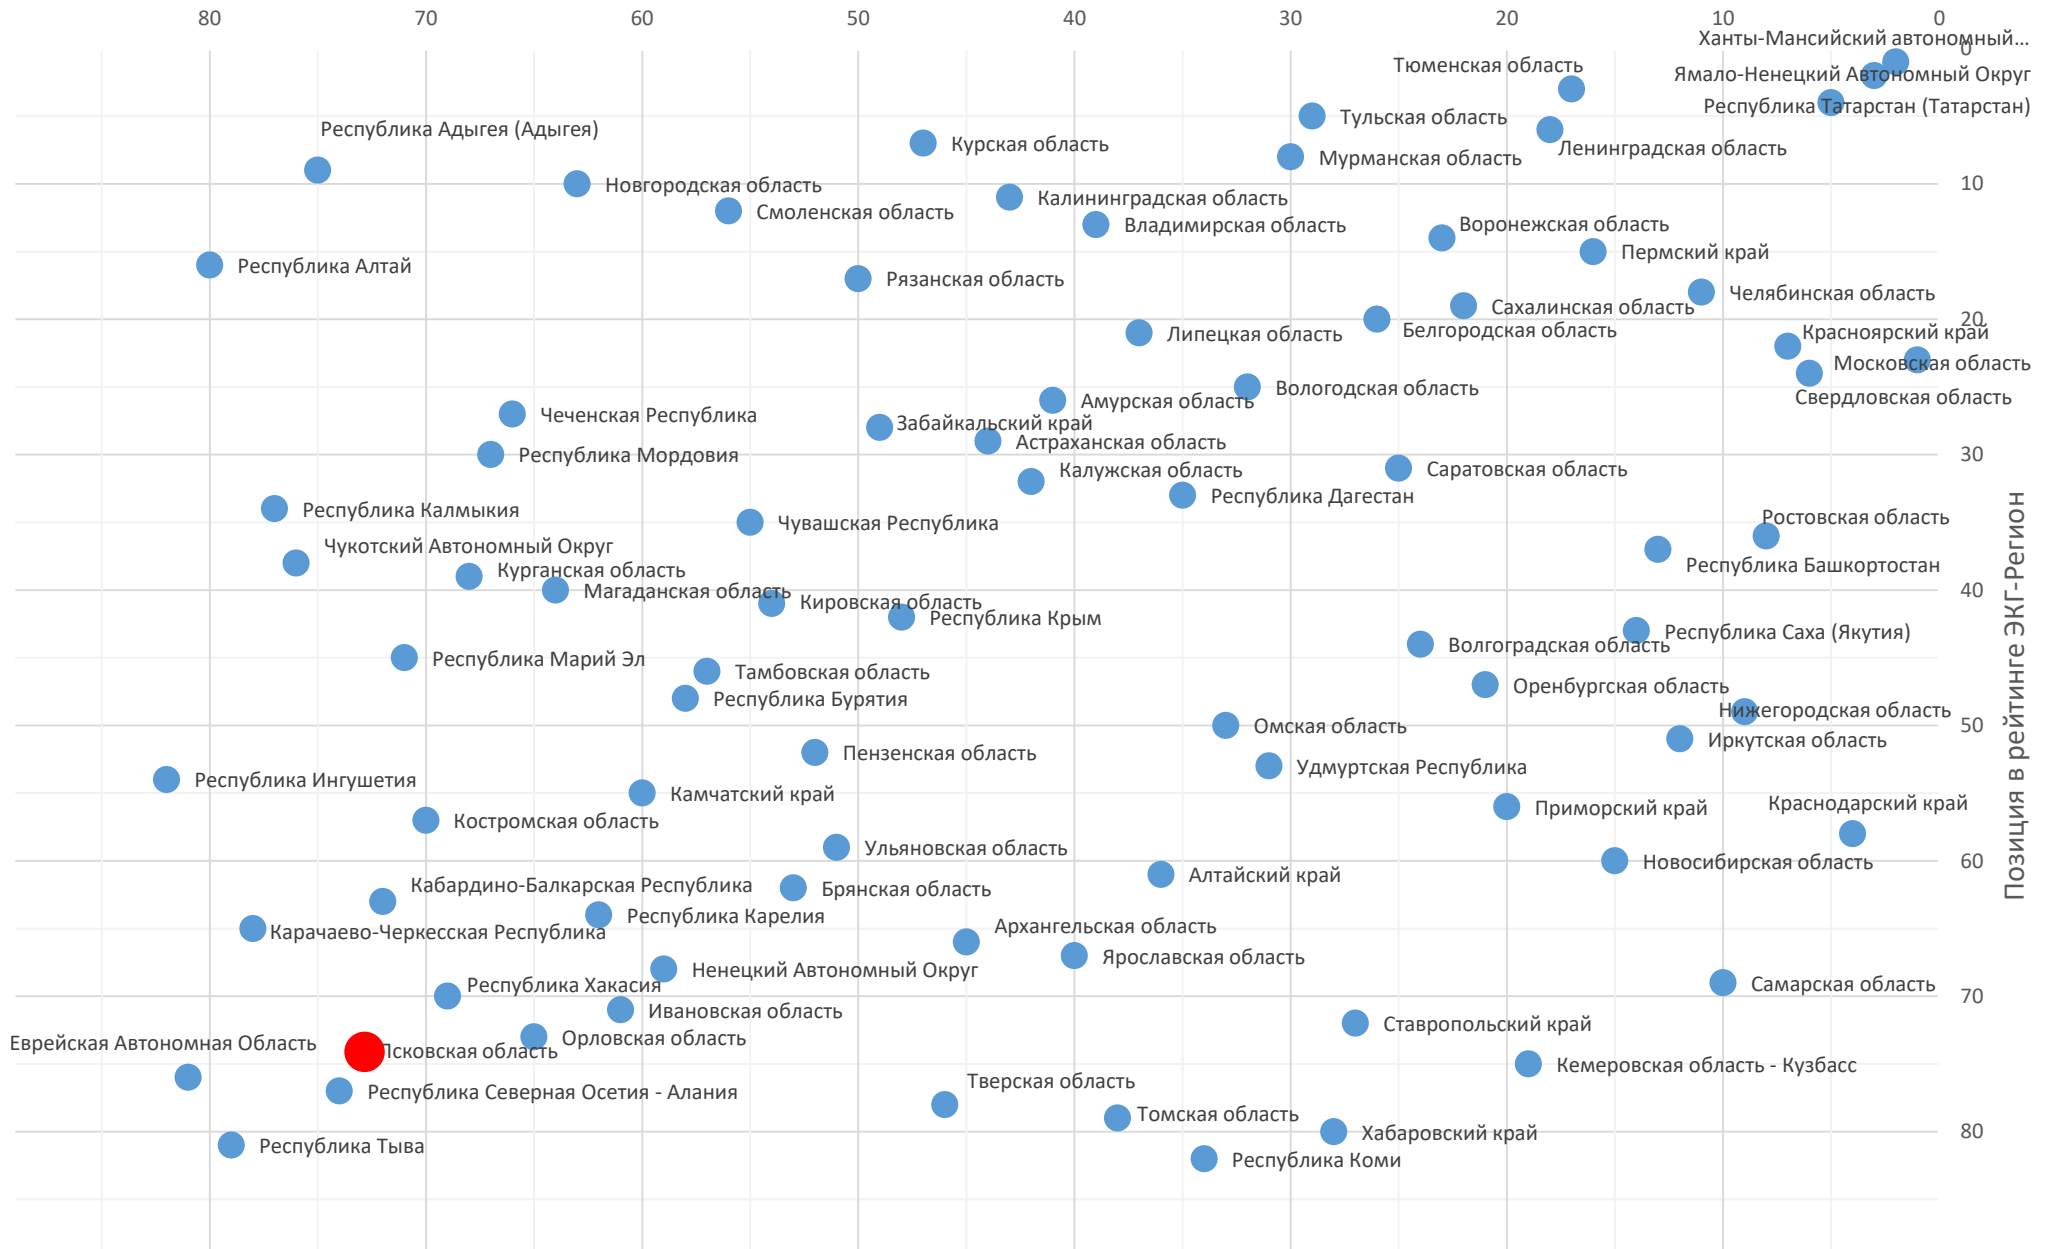 80 70 60 50 40 30 20 10 0
Ханты-Мансийский автономный...
0
Тюменская область
Ямало-Ненецкий Автономный Округ
Республика Татарстан (Татарстан)
Тульская область
Республика Адыгея (Адыгея)
Курская область
Ленинградская область
Мурманская область
Новгородская область
10
Калининградская область
Смоленская область
Владимирская область
Воронежская область
Пермский край
Республика Алтай
Рязанская область
Челябинская область
Сахалинская область
20
Белгородская область
Липецкая область
Красноярский край
Московская область
Вологодская область
Свердловская область
Амурская область
Чеченская Республика
Забайкальский край
Астраханская область
Республика Мордовия
30
Калужская область
Саратовская область
Республика Дагестан
Республика Калмыкия
Ростовская область
Чувашская Республика
Чукотский Автономный Округ
Республика Башкортостан
Курганская область
Магаданская область
40
Кировская область
Республика Крым
Республика Саха (Якутия)
Волгоградская область
Республика Марий Эл
Тамбовская область
Оренбургская область
Республика Бурятия
Нижегородская область
Омская область
50
Иркутская область
Пензенская область
Удмуртская Республика
Республика Ингушетия
Камчатский край
Краснодарский край
Приморский край
Костромская область
Ульяновская область
Новосибирская область
60
Алтайский край
Кабардино-Балкарская Республика
Брянская область
Республика Карелия
Карачаево-Черкесская Республика
Архангельская область
Ярославская область
Ненецкий Автономный Округ
Республика Хакасия
Самарская область
70
Ивановская область
Ставропольский край
Орловская область
Еврейская Автономная Область
Псковская область
Кемеровская область - Кузбасс
Тверская область
Республика Северная Осетия - Алания
Томская область
Хабаровский край
80
Республика Тыва
Республика Коми
Позиция в рейтинге ЭКГ-Регион